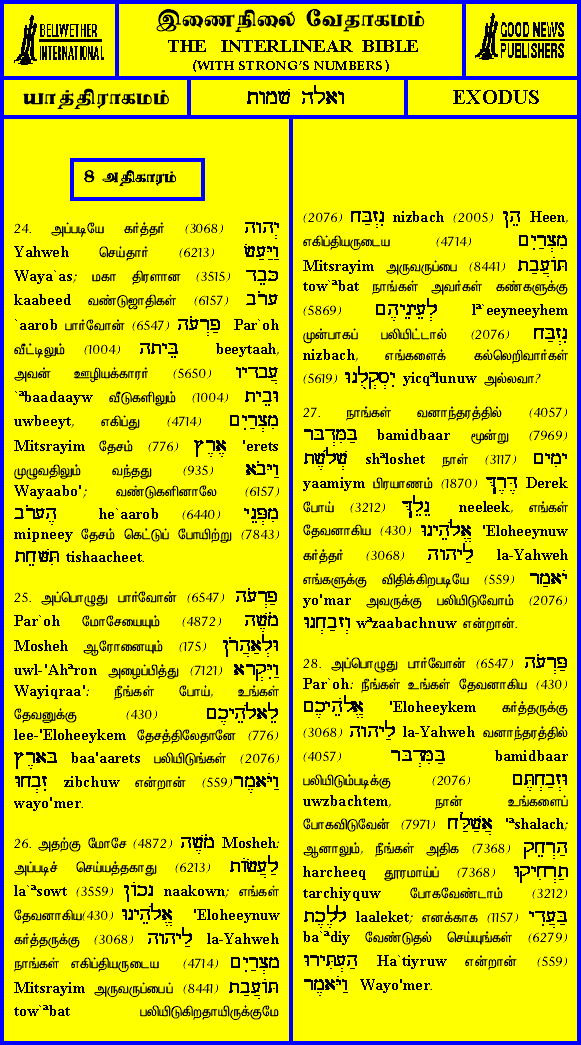 BELLWETHER
INTERNATIONAL
இணைநிலை வேதாகமம்
THE INTERLINEAR BIBLE
(WITH STRONG'S NUMBERS)
GOOD NEWS
PUBLISHERS
யாத்திராகமம்
ואלה שמות
EXODUS
8 அதிகாரம்
24. அப்படியே கர்த்தர் (3068) יְהוָה
Yahweh செய்தார் (6213) וַיַּעַשׂ
Waya`as; மகா திரளான (3515) כָּבֵד
kaabeed வண்டுஜாதிகள் (6157) עָרֹב
`aarob பார்வோன் (6547) פַּרְעֹה Par`oh
வீட்டிலும் (1004) בֵּיתָה beeytaah,
அவன் ஊழியக்காரர் (5650) עֲבָדָיו
`ªbaadaayw வீடுகளிலும் (1004) וּבֵית
uwbeeyt, எகிப்து (4714) מִצְרַיִם
Mitsrayim தேசம் (776) אֶרֶץ 'erets
முழுவதிலும் வந்தது (935) וַיָּבֹא
Wayaabo'; வண்டுகளினாலே (6157)
הֶעָרֹב he`aarob (6440) מִפְּנֵי
mipneey தேசம் கெட்டுப் போயிற்று (7843)
תִּשָּׁחֵת tishaacheet.
25. அப்பொழுது பார்வோன் (6547) פַּרְעֹה
Par`oh மோசேயையும் (4872) מֹשֶׁה
Mosheh ஆரோனையும் (175) וּלְאַהֲרֹן
uwl-'Ahªron அழைப்பித்து (7121) וַיִּקְרָא
Wayiqraa': நீங்கள் போய், உங்கள்
தேவனுக்கு (430) לֵאלֹהֵיכֶם
lee-'Eloheeykem தேசத்திலேதானே (776)
בָּאָרֶץ baa'aarets பலியிடுங்கள் (2076)
זִבְחוּ zibchuw என்றான் (559) וַיֹּאמֶר
wayo'mer.
26. அதற்கு மோசே (4872) מֹשֶׁה Mosheh:
அப்படிச் செய்யத்தகாது (6213) לַעֲשׂוֹת
la`ªsowt (3559) נָכוֹן naakown; எங்கள்
தேவனாகிய(430) אֱלֹהֵינוּ 'Eloheeynuw
கர்த்தருக்கு (3068) לַיהוָה la-Yahweh
நாங்கள் எகிப்தியருடைய (4714) מִצְרַיִם
Mitsrayim அருவருப்பைப் (8441) תּוֹעֲבַת
tow`ªbat பலியிடுகிறதாயிருக்குமே
(2076) נִזְבַּח nizbach (2005) הֵן Heen,
எகிப்தியருடைய (4714) מִצְרַיִם
Mitsrayim அருவருப்பை (8441) תּוֹעֲבַת
tow`ªbat நாங்கள் அவர்கள் கண்களுக்கு
(5869) לְעֵינֵיהֶם lª`eeyneeyhem
முன்பாகப் பலியிட்டால் (2076) נִזְבַּח
nizbach, எங்களைக் கல்லெறிவார்கள்
(5619) יִסְקְלֻנוּ yicqªlunuw அல்லவா?
27. நாங்கள் வனாந்தரத்தில் (4057)
בַּמִּדְבָּר bamidbaar மூன்று (7969)
שְׁלֹשֶׁת shªloshet நாள் (3117) יָמִים
yaamiym பிரயாணம் (1870) דֶּרֶךְ Derek
போய் (3212) נֵלֵךְ neeleek, எங்கள்
தேவனாகிய (430) אֱלֹהֵינוּ 'Eloheeynuw
கர்த்தர் (3068) לַיהוָה la-Yahweh
எங்களுக்கு விதிக்கிறபடியே (559) יֹאמַר
yo'mar அவருக்கு பலியிடுவோம் (2076)
וְזָבַחְנוּ wªzaabachnuw என்றான்.
28. அப்பொழுது பார்வோன் (6547) פַּרְעֹה
Par`oh: நீங்கள் உங்கள் தேவனாகிய (430)
אֱלֹהֵיכֶם 'Eloheeykem கர்த்தருக்கு
(3068) לַיהוָה la-Yahweh வனாந்தரத்தில்
(4057) בַּמִּדְבָּר bamidbaar
பலியிடும்படிக்கு (2076) וּזְבַחְתֶּם
uwzbachtem, நான் உங்களைப்
போகவிடுவேன் (7971) אֲשַׁלַּח 'ªshalach;
ஆனாலும், நீங்கள் அதிக (7368) הַרְחֵק
harcheeq தூரமாய்ப் (7368) תַרְחִיקוּ
tarchiyquw போகவேண்டாம் (3212)
לָלֶכֶת laaleket; எனக்காக (1157) בַּעֲדִי
ba`ªdiy வேண்டுதல் செய்யுங்கள் (6279)
הַעְתִּירוּ Ha`tiyruw என்றான் (559)
וַיֹּאמֶר Wayo'mer.